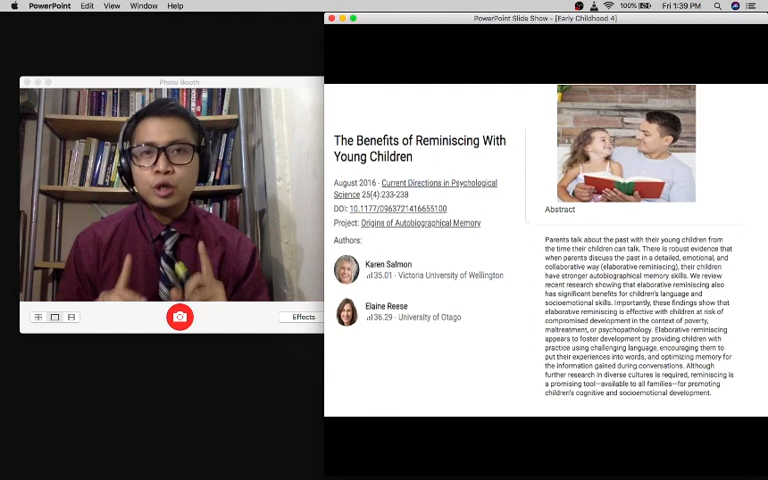 PowerPoint Edit View Window Help
100% Fri 1:39 PM
PowerPoint Slide Show - [Early Childhood 4]
Photo Booth
Effects
The Benefits of Reminiscing With
Young Children
August 2016 · Current Directions in Psychological
Science 25(4):233-238
DOI: 10.1177/0963721416655100
Project: Origins of Autobiographical Memory
Authors:
Karen Salmon
35.01 · Victoria University of Wellington
Elaine Reese
36.29 · University of Otago
Abstract
Parents talk about the past with their young children from
the time their children can talk. There is robust evidence that
when parents discuss the past in a detailed, emotional, and
collaborative way (elaborative reminiscing), their children
have stronger autobiographical memory skills. We review
recent research showing that elaborative reminiscing also
has significant benefits for children's language and
socioemotional skills. Importantly, these findings show that
elaborative reminiscing is effective with children at risk of
compromised development in the context of poverty,
maltreatment, or psychopathology. Elaborative reminiscing
appears to foster development by providing children with
practice using challenging language, encouraging them to
put their experiences into words, and optimizing memory for
the information gained during conversations. Although
further research in diverse cultures is required, reminiscing is
a promising tool—available to all families—for promoting
children's cognitive and socioemotional development.